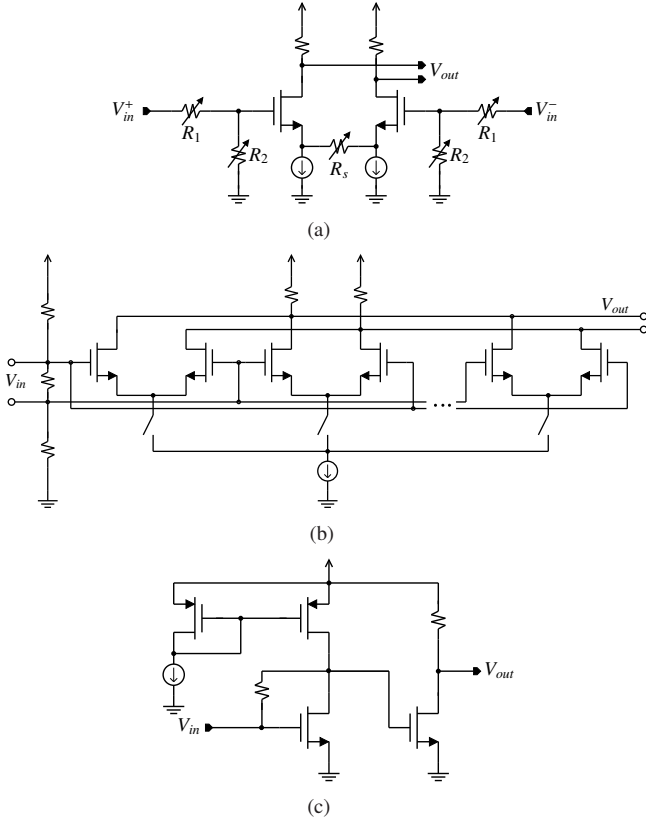 V_out
V_in^+ V_in^-
R_1 R_1
R_2 R_s R_2
(a)
V_out
V_in
...
(b)
V_out
V_in
(c)